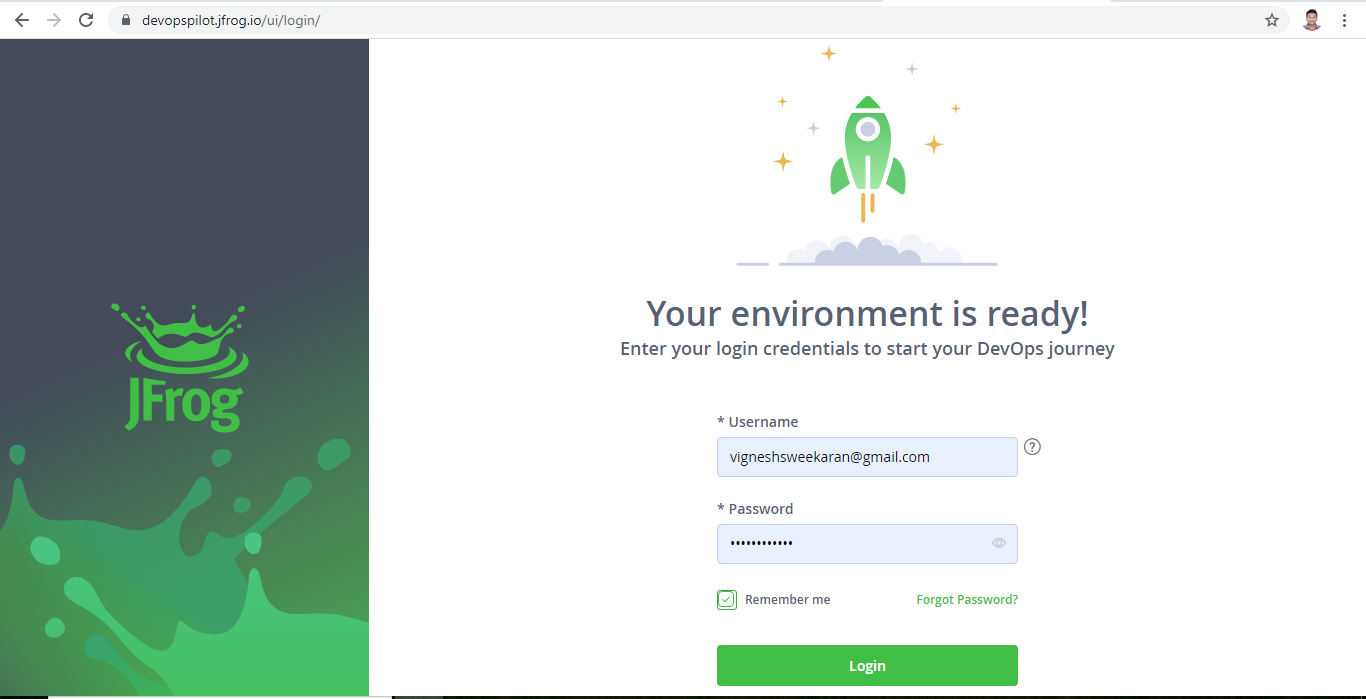 devopspilot.jfrog.io/ui/login/
JFrog
Your environment is ready!
Enter your login credentials to start your DevOps journey
* Username
vigneshsweekaran@gmail.com
?
* Password
••••••••••••
Remember me Forgot Password?
Login